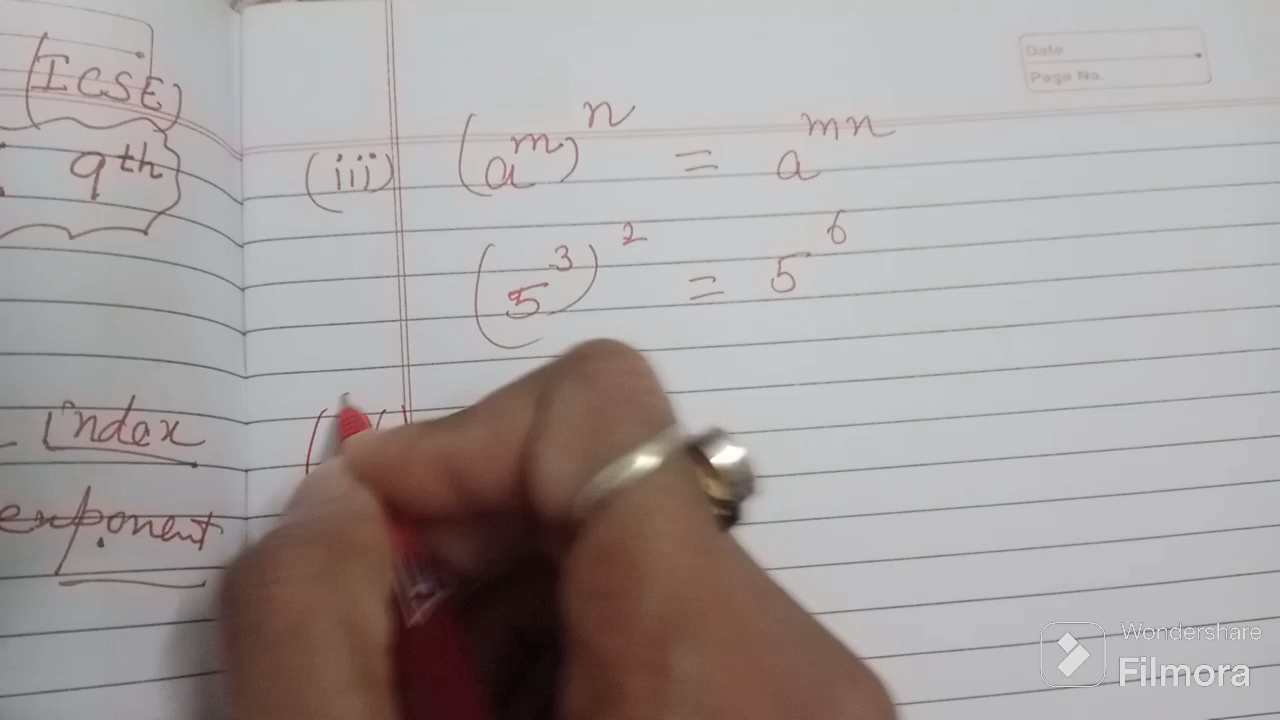 (ICSE)
9th
index
exponent
Date
Page No.
(iii) (a^m)^n = a^mn
(5^3)^2 = 5^6
Wondershare
Filmora